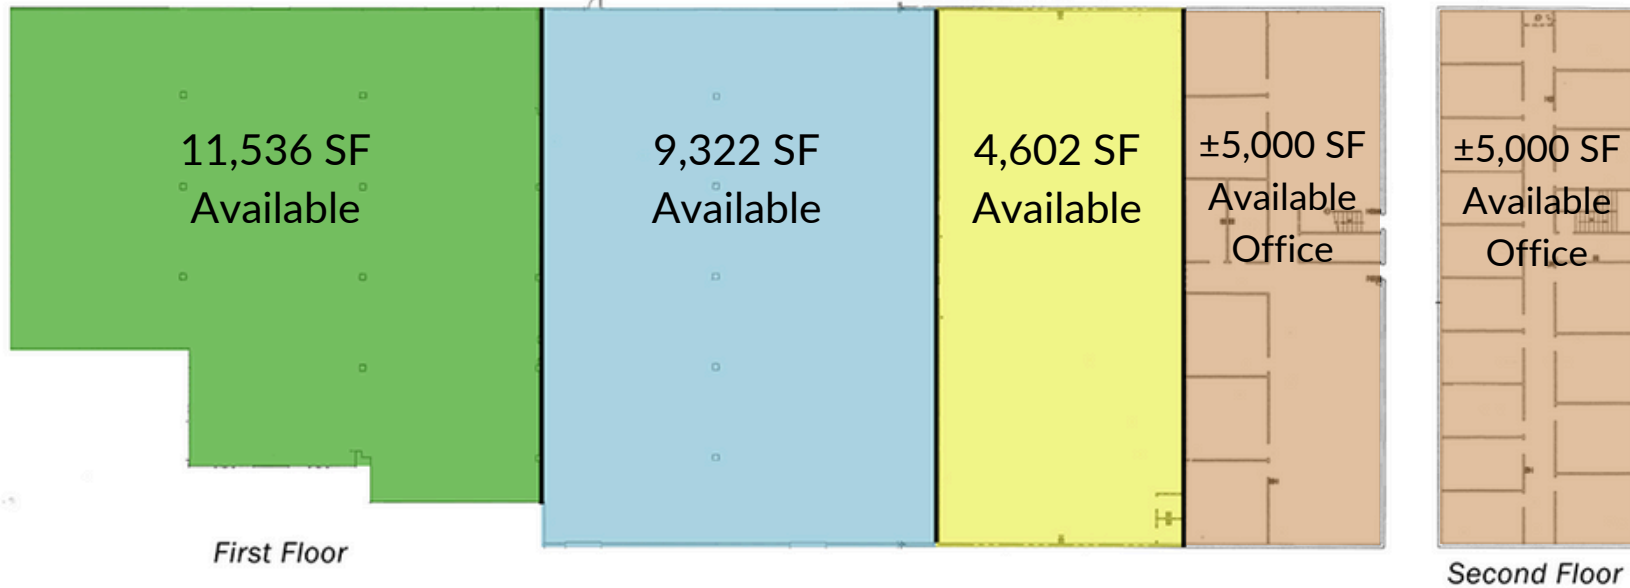 11,536 SF
Available
9,322 SF
Available
4,602 SF
Available
±5,000 SF
Available
Office
±5,000 SF
Available
Office
First Floor
Second Floor